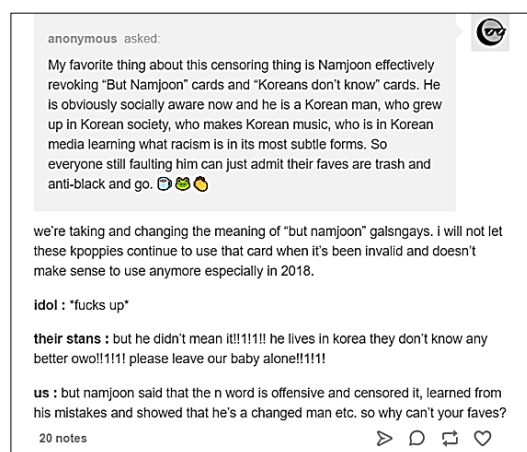 anonymous asked:
My favorite thing about this censoring thing is Namjoon effectively
revoking “But Namjoon” cards and “Koreans don’t know” cards. He
is obviously socially aware now and he is a Korean man, who grew
up in Korean society, who makes Korean music, who is in Korean
media learning what racism is in its most subtle forms. So
everyone still faulting him can just admit their faves are trash and
anti-black and go. ☕🐸👏
we’re taking and changing the meaning of “but namjoon” galsngays. i will not let
these kpoppies continue to use that card when it’s been invalid and doesn’t
make sense to use anymore especially in 2018.
idol : *fucks up*
their stans : but he didn’t mean it!!1!1!! he lives in korea they don’t know any
better owo!!1!1! please leave our baby alone!!1!1!
us : but namjoon said that the n word is offensive and censored it, learned from
his mistakes and showed that he’s a changed man etc. so why can’t your faves?
20 notes